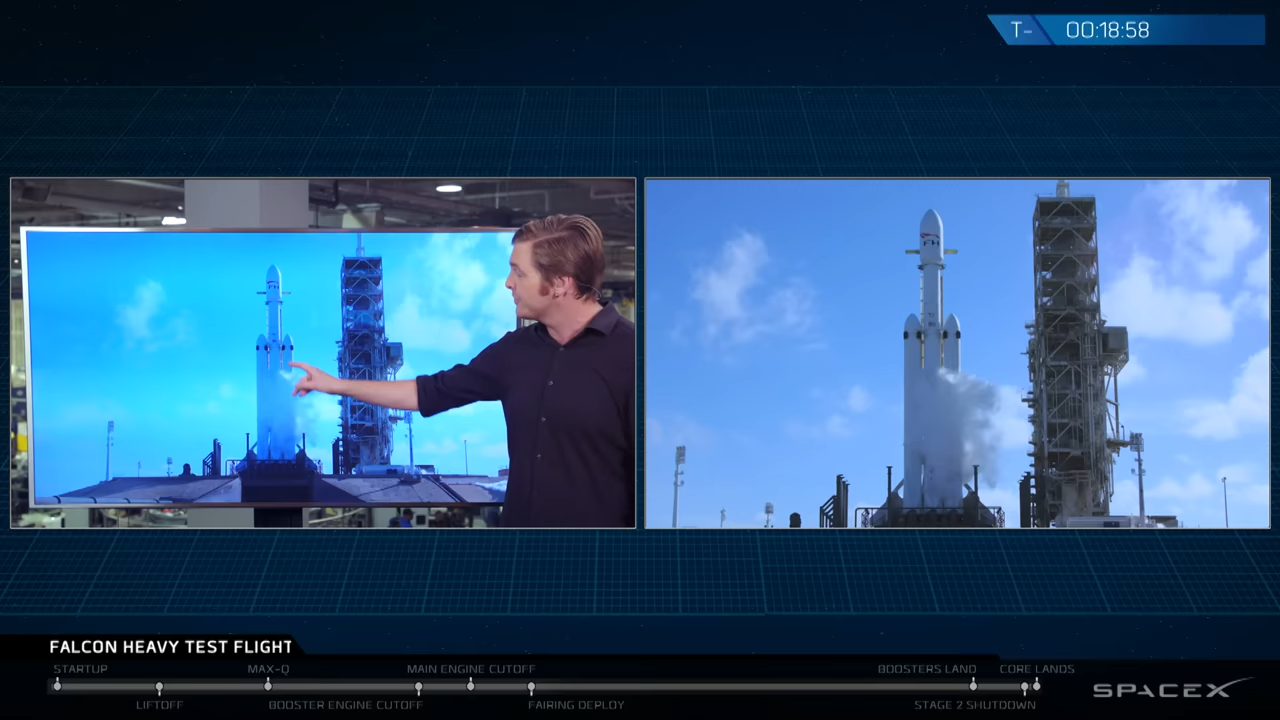 T- 00:18:58
FH
FALCON HEAVY TEST FLIGHT
STARTUP MAX-Q MAIN ENGINE CUTOFF BOOSTERS LAND CORE LANDS
LIFTOFF BOOSTER ENGINE CUTOFF FAIRING DEPLOY STAGE 2 SHUTDOWN
SPACEX